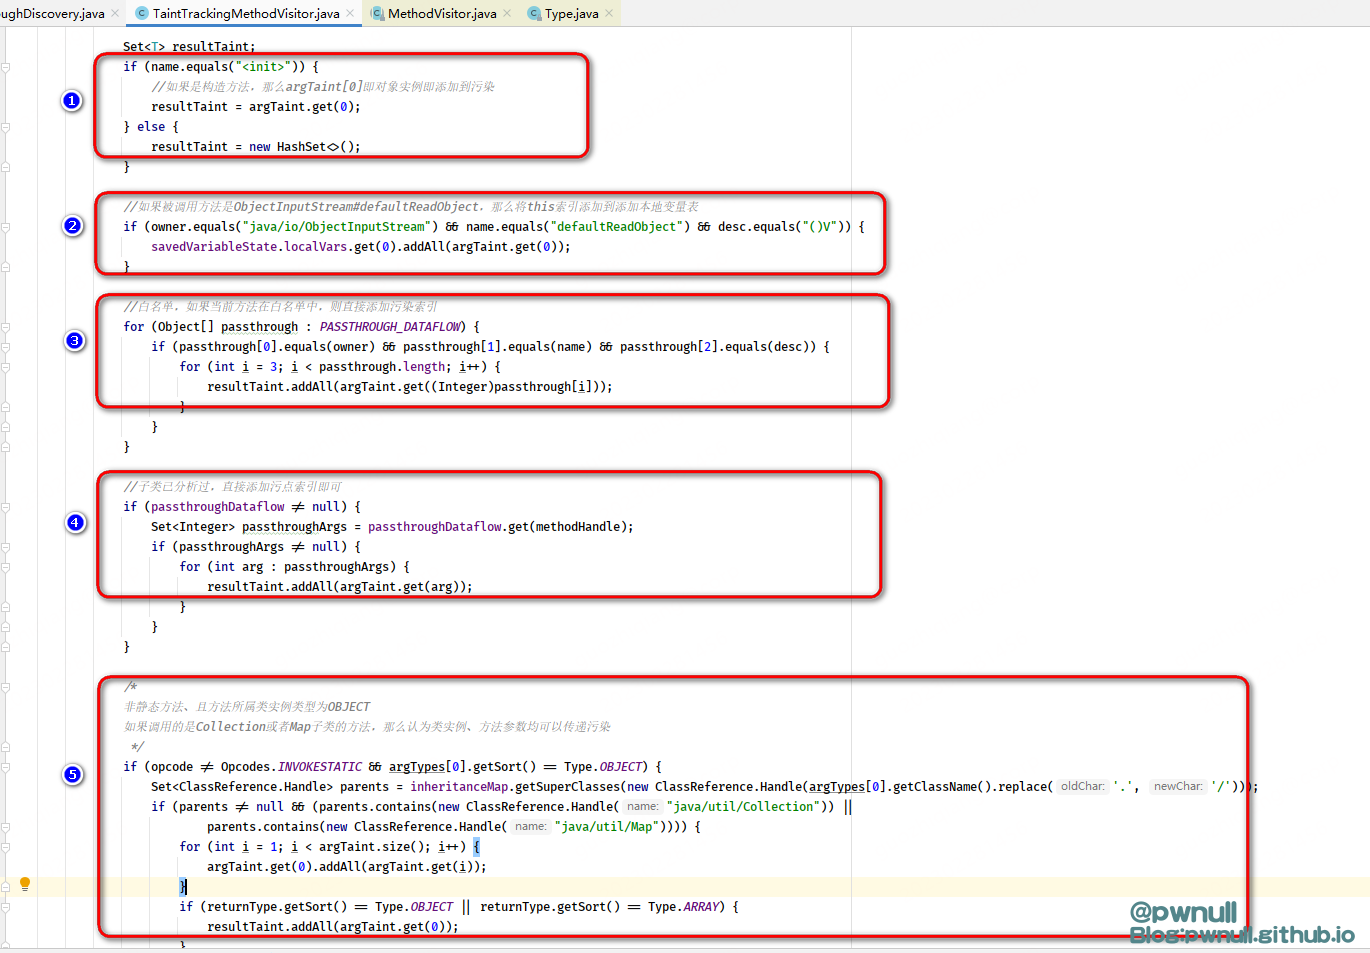 ughDiscovery.java × TaintTrackingMethodVisitor.java × MethodVisitor.java × Type.java ×
Set<T> resultTaint;
if (name.equals("<init>")) {
//如果是构造方法，那么argTaint[0]即对象实例即添加到污染
1
resultTaint = argTaint.get(0);
} else {
resultTaint = new HashSet<>();
}
//如果被调用方法是ObjectInputStream#defaultReadObject，那么将this索引添加到添加本地变量表
2
if (owner.equals("java/io/ObjectInputStream") && name.equals("defaultReadObject") && desc.equals("()V")) {
savedVariableState.localVars.get(0).addAll(argTaint.get(0));
}
//白名单，如果当前方法在白名单中，则直接添加污染索引
for (Object[] passthrough : PASSTHROUGH_DATAFLOW) {
3
if (passthrough[0].equals(owner) && passthrough[1].equals(name) && passthrough[2].equals(desc)) {
for (int i = 3; i < passthrough.length; i++) {
resultTaint.addAll(argTaint.get((Integer)passthrough[i]));
}
}
}
//子类已分析过，直接添加污点索引即可
if (passthroughDataflow ≠ null) {
4
Set<Integer> passthroughArgs = passthroughDataflow.get(methodHandle);
if (passthroughArgs ≠ null) {
for (int arg : passthroughArgs) {
resultTaint.addAll(argTaint.get(arg));
}
}
}
/*
非静态方法、且方法所属类实例类型为OBJECT
如果调用的是Collection或者Map子类的方法，那么认为类实例、方法参数均可以传递污染
*/
5
if (opcode ≠ Opcodes.INVOKESTATIC && argTypes[0].getSort() == Type.OBJECT) {
Set<ClassReference.Handle> parents = inheritanceMap.getSuperClasses(new ClassReference.Handle(argTypes[0].getClassName().replace( oldChar: '.', newChar: '/')));
if (parents ≠ null && (parents.contains(new ClassReference.Handle( name: "java/util/Collection")) ||
parents.contains(new ClassReference.Handle( name: "java/util/Map")))) {
for (int i = 1; i < argTaint.size(); i++) {
argTaint.get(0).addAll(argTaint.get(i));
}
if (returnType.getSort() == Type.OBJECT || returnType.getSort() == Type.ARRAY) {
resultTaint.addAll(argTaint.get(0));
}
@pwnull
Blog:pwnull.github.io